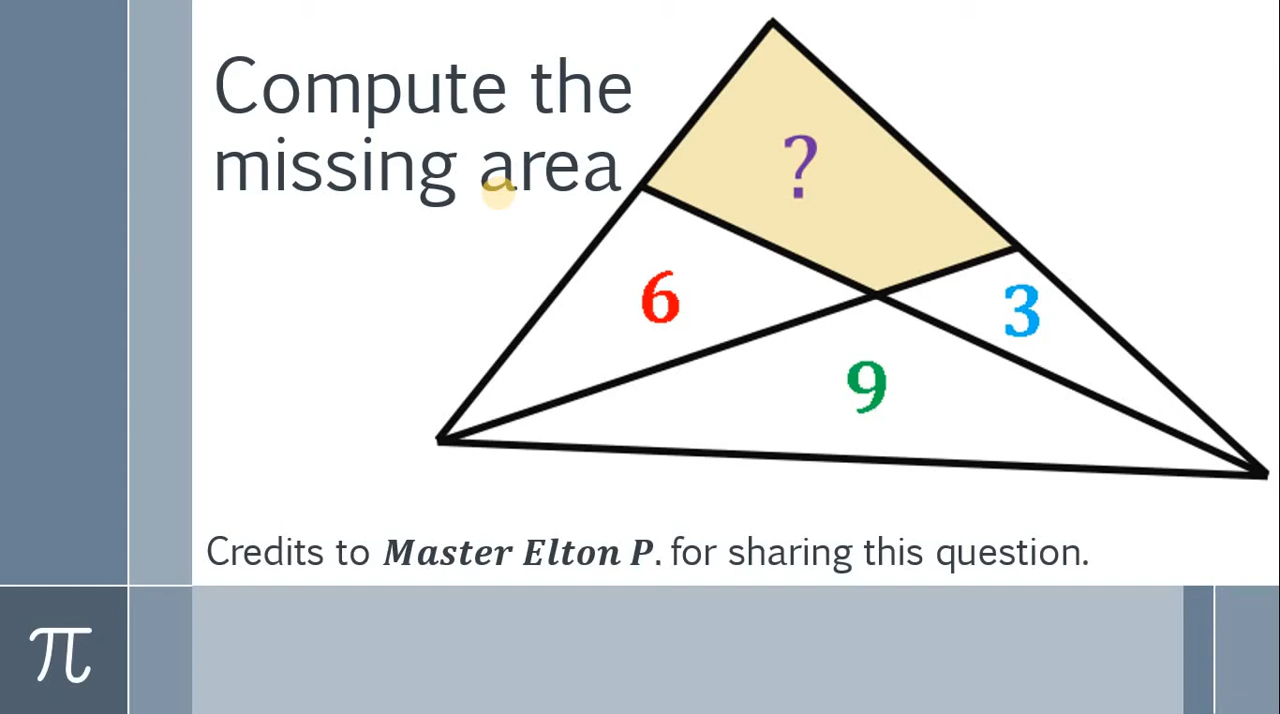 Compute the
missing area
?
6
3
9
Credits to Master Elton P. for sharing this question.
π